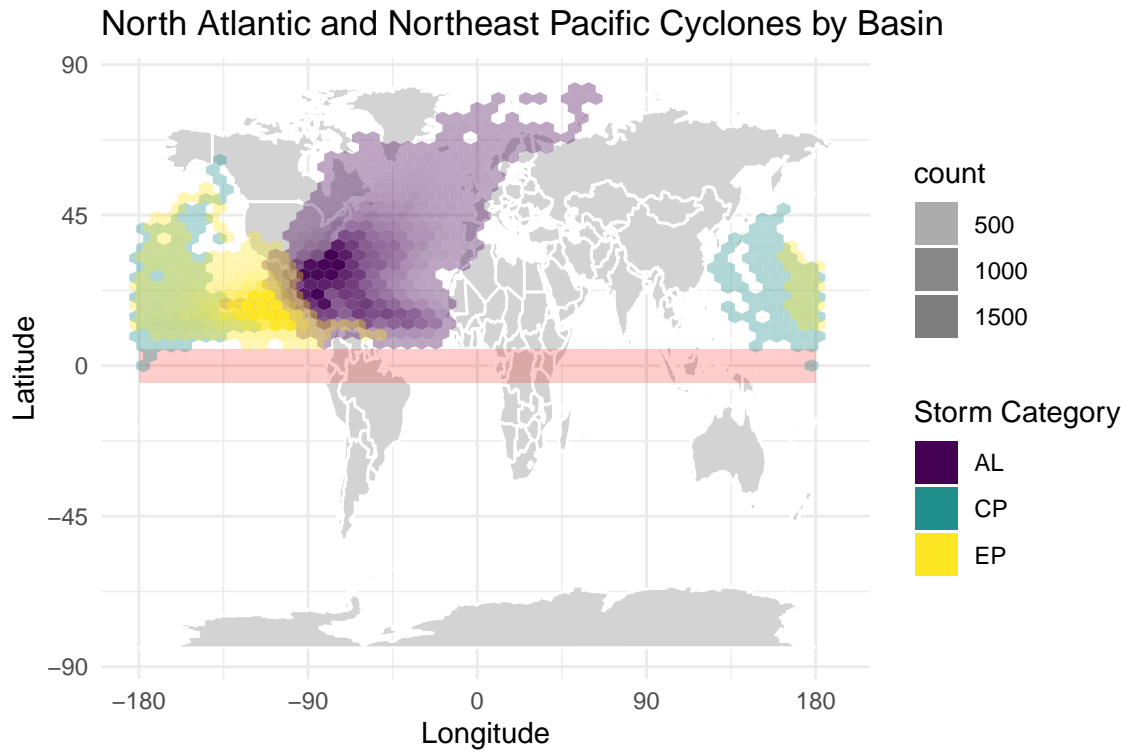 North Atlantic and Northeast Pacific Cyclones by Basin
90
45
0
−45
−90
Latitude
−180
−90
0
90
180
Longitude
count
500
1000
1500
Storm Category
AL
CP
EP